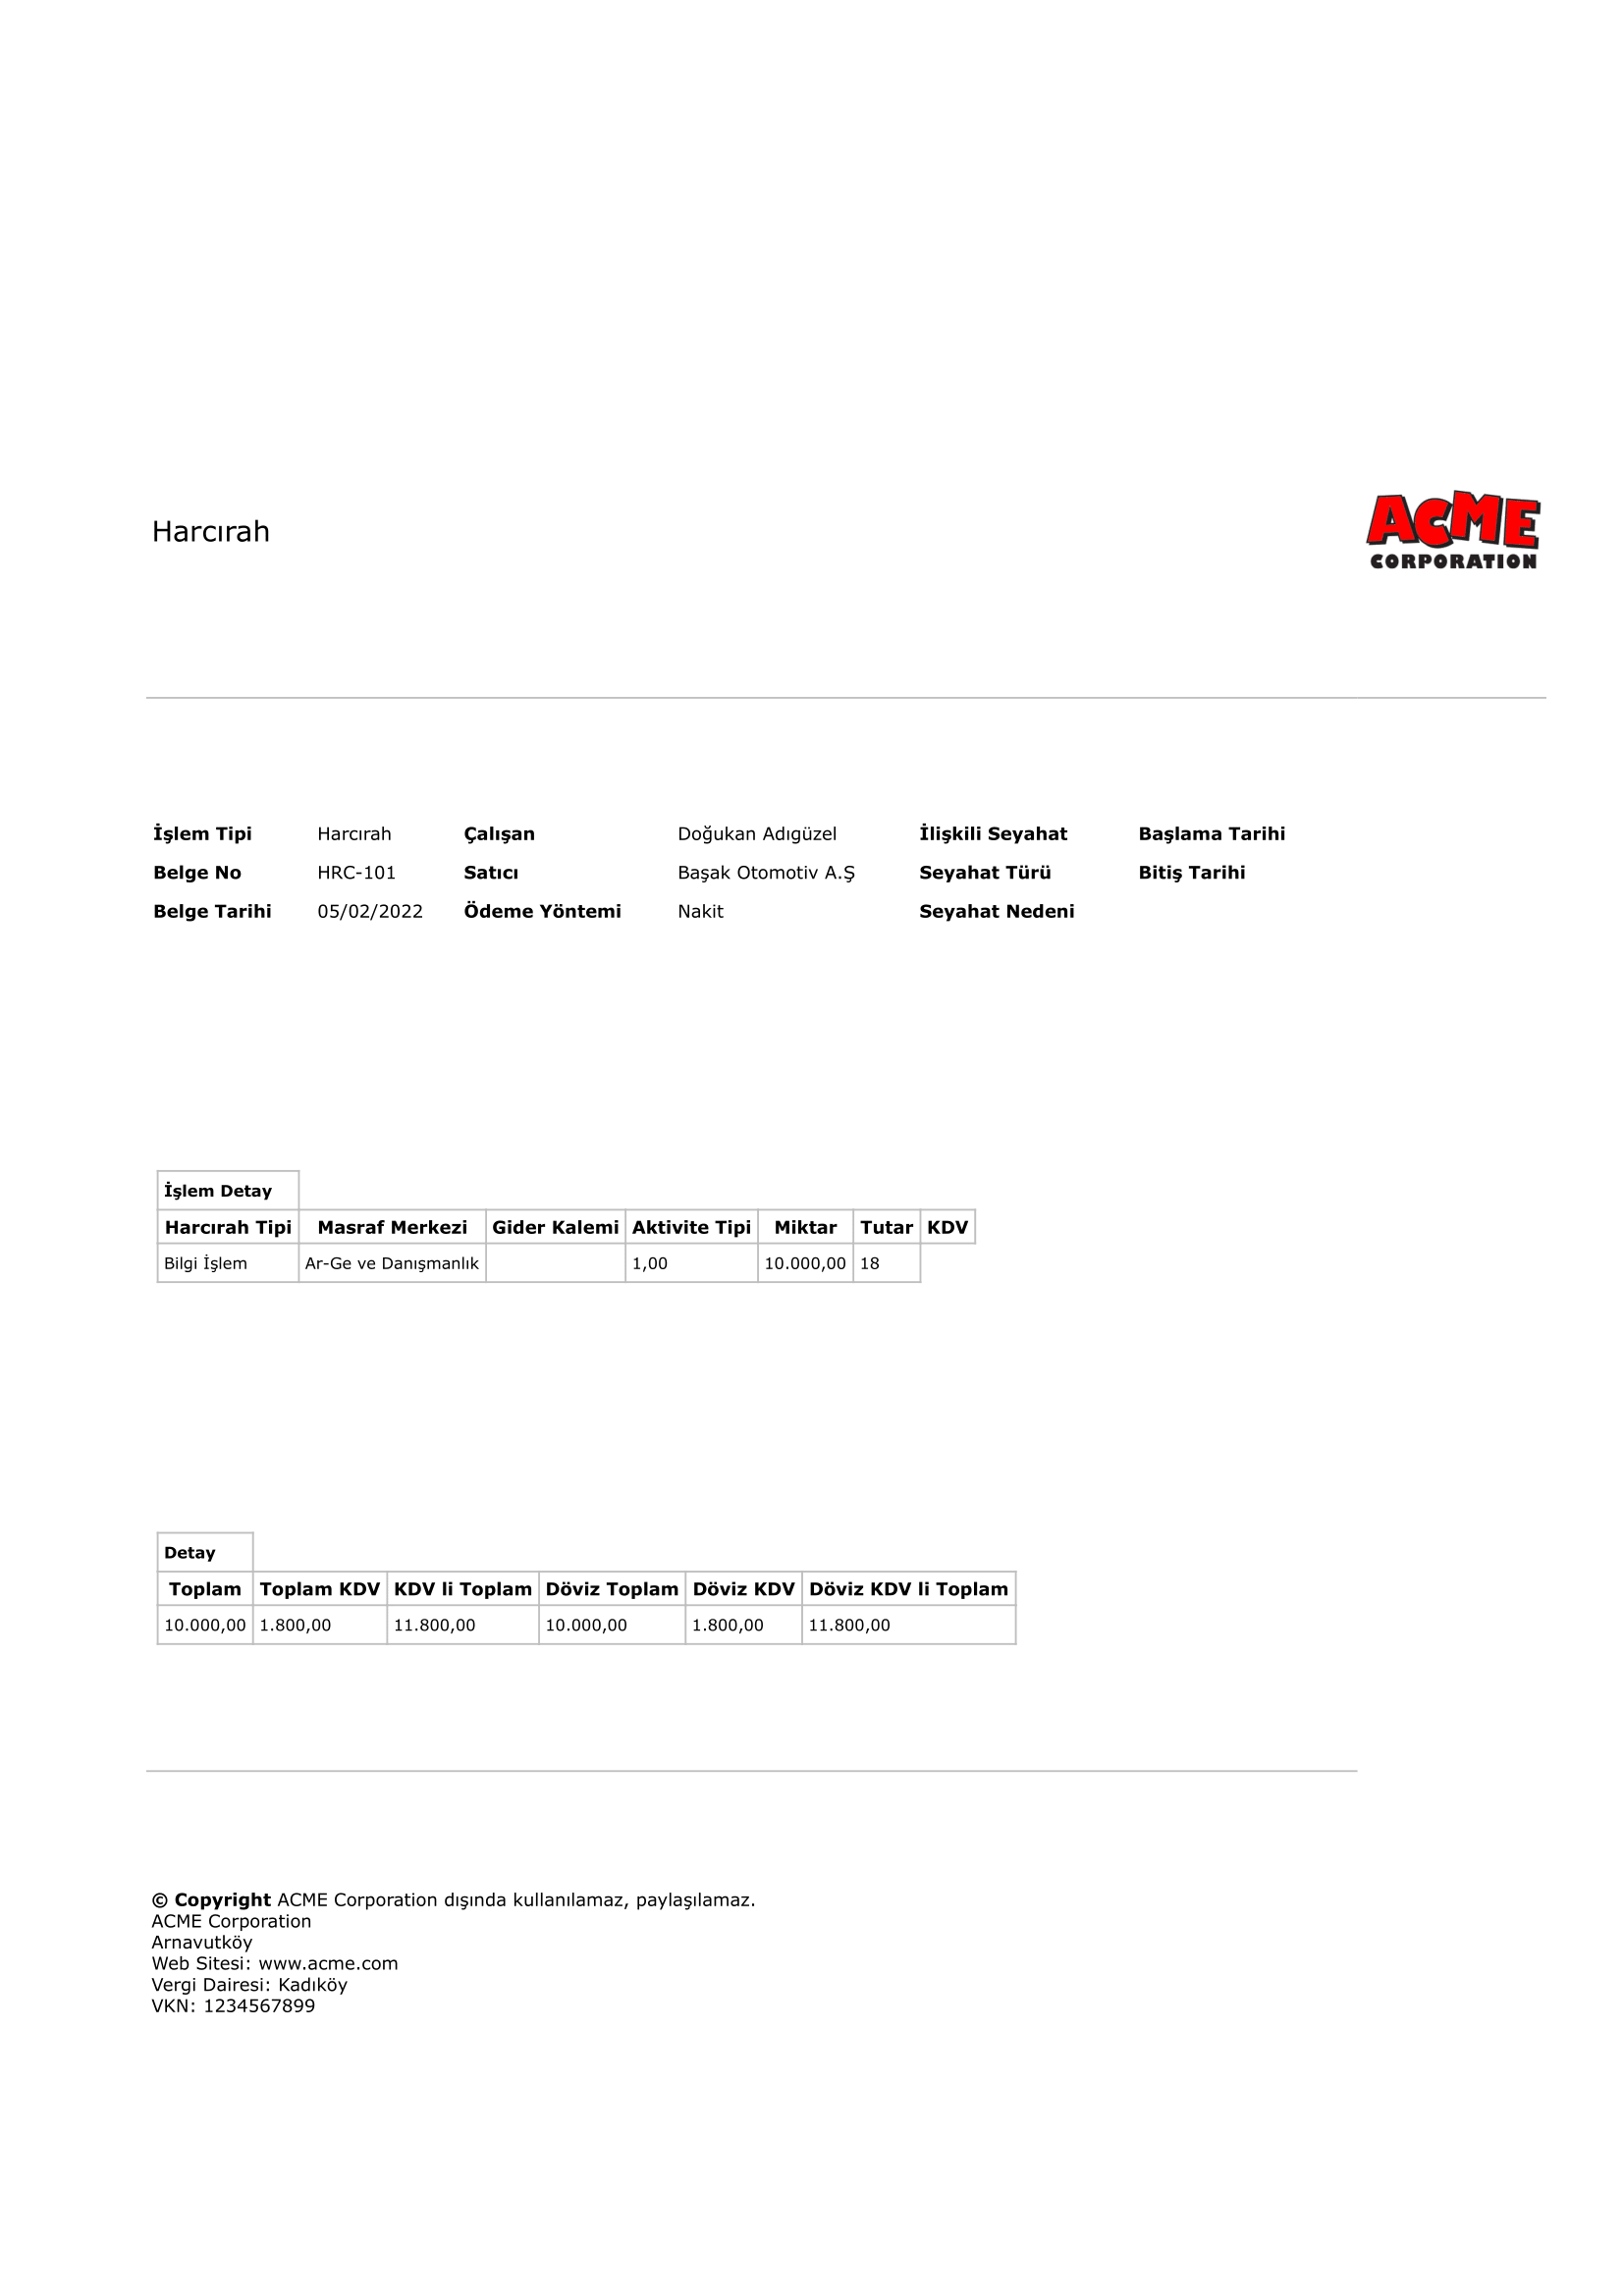 Harcırah
ACME
CORPORATION
İşlem Tipi Harcırah Çalışan Doğukan Adıgüzel İlişkili Seyahat Başlama Tarihi
Belge No HRC-101 Satıcı Başak Otomotiv A.Ş Seyahat Türü Bitiş Tarihi
Belge Tarihi 05/02/2022 Ödeme Yöntemi Nakit Seyahat Nedeni
İşlem Detay
Harcırah Tipi Masraf Merkezi Gider Kalemi Aktivite Tipi Miktar Tutar KDV
Bilgi İşlem Ar-Ge ve Danışmanlık 1,00 10.000,00 18
Detay
Toplam Toplam KDV KDV li Toplam Döviz Toplam Döviz KDV Döviz KDV li Toplam
10.000,00 1.800,00 11.800,00 10.000,00 1.800,00 11.800,00
© Copyright ACME Corporation dışında kullanılamaz, paylaşılamaz.
ACME Corporation
Arnavutköy
Web Sitesi: www.acme.com
Vergi Dairesi: Kadıköy
VKN: 1234567899